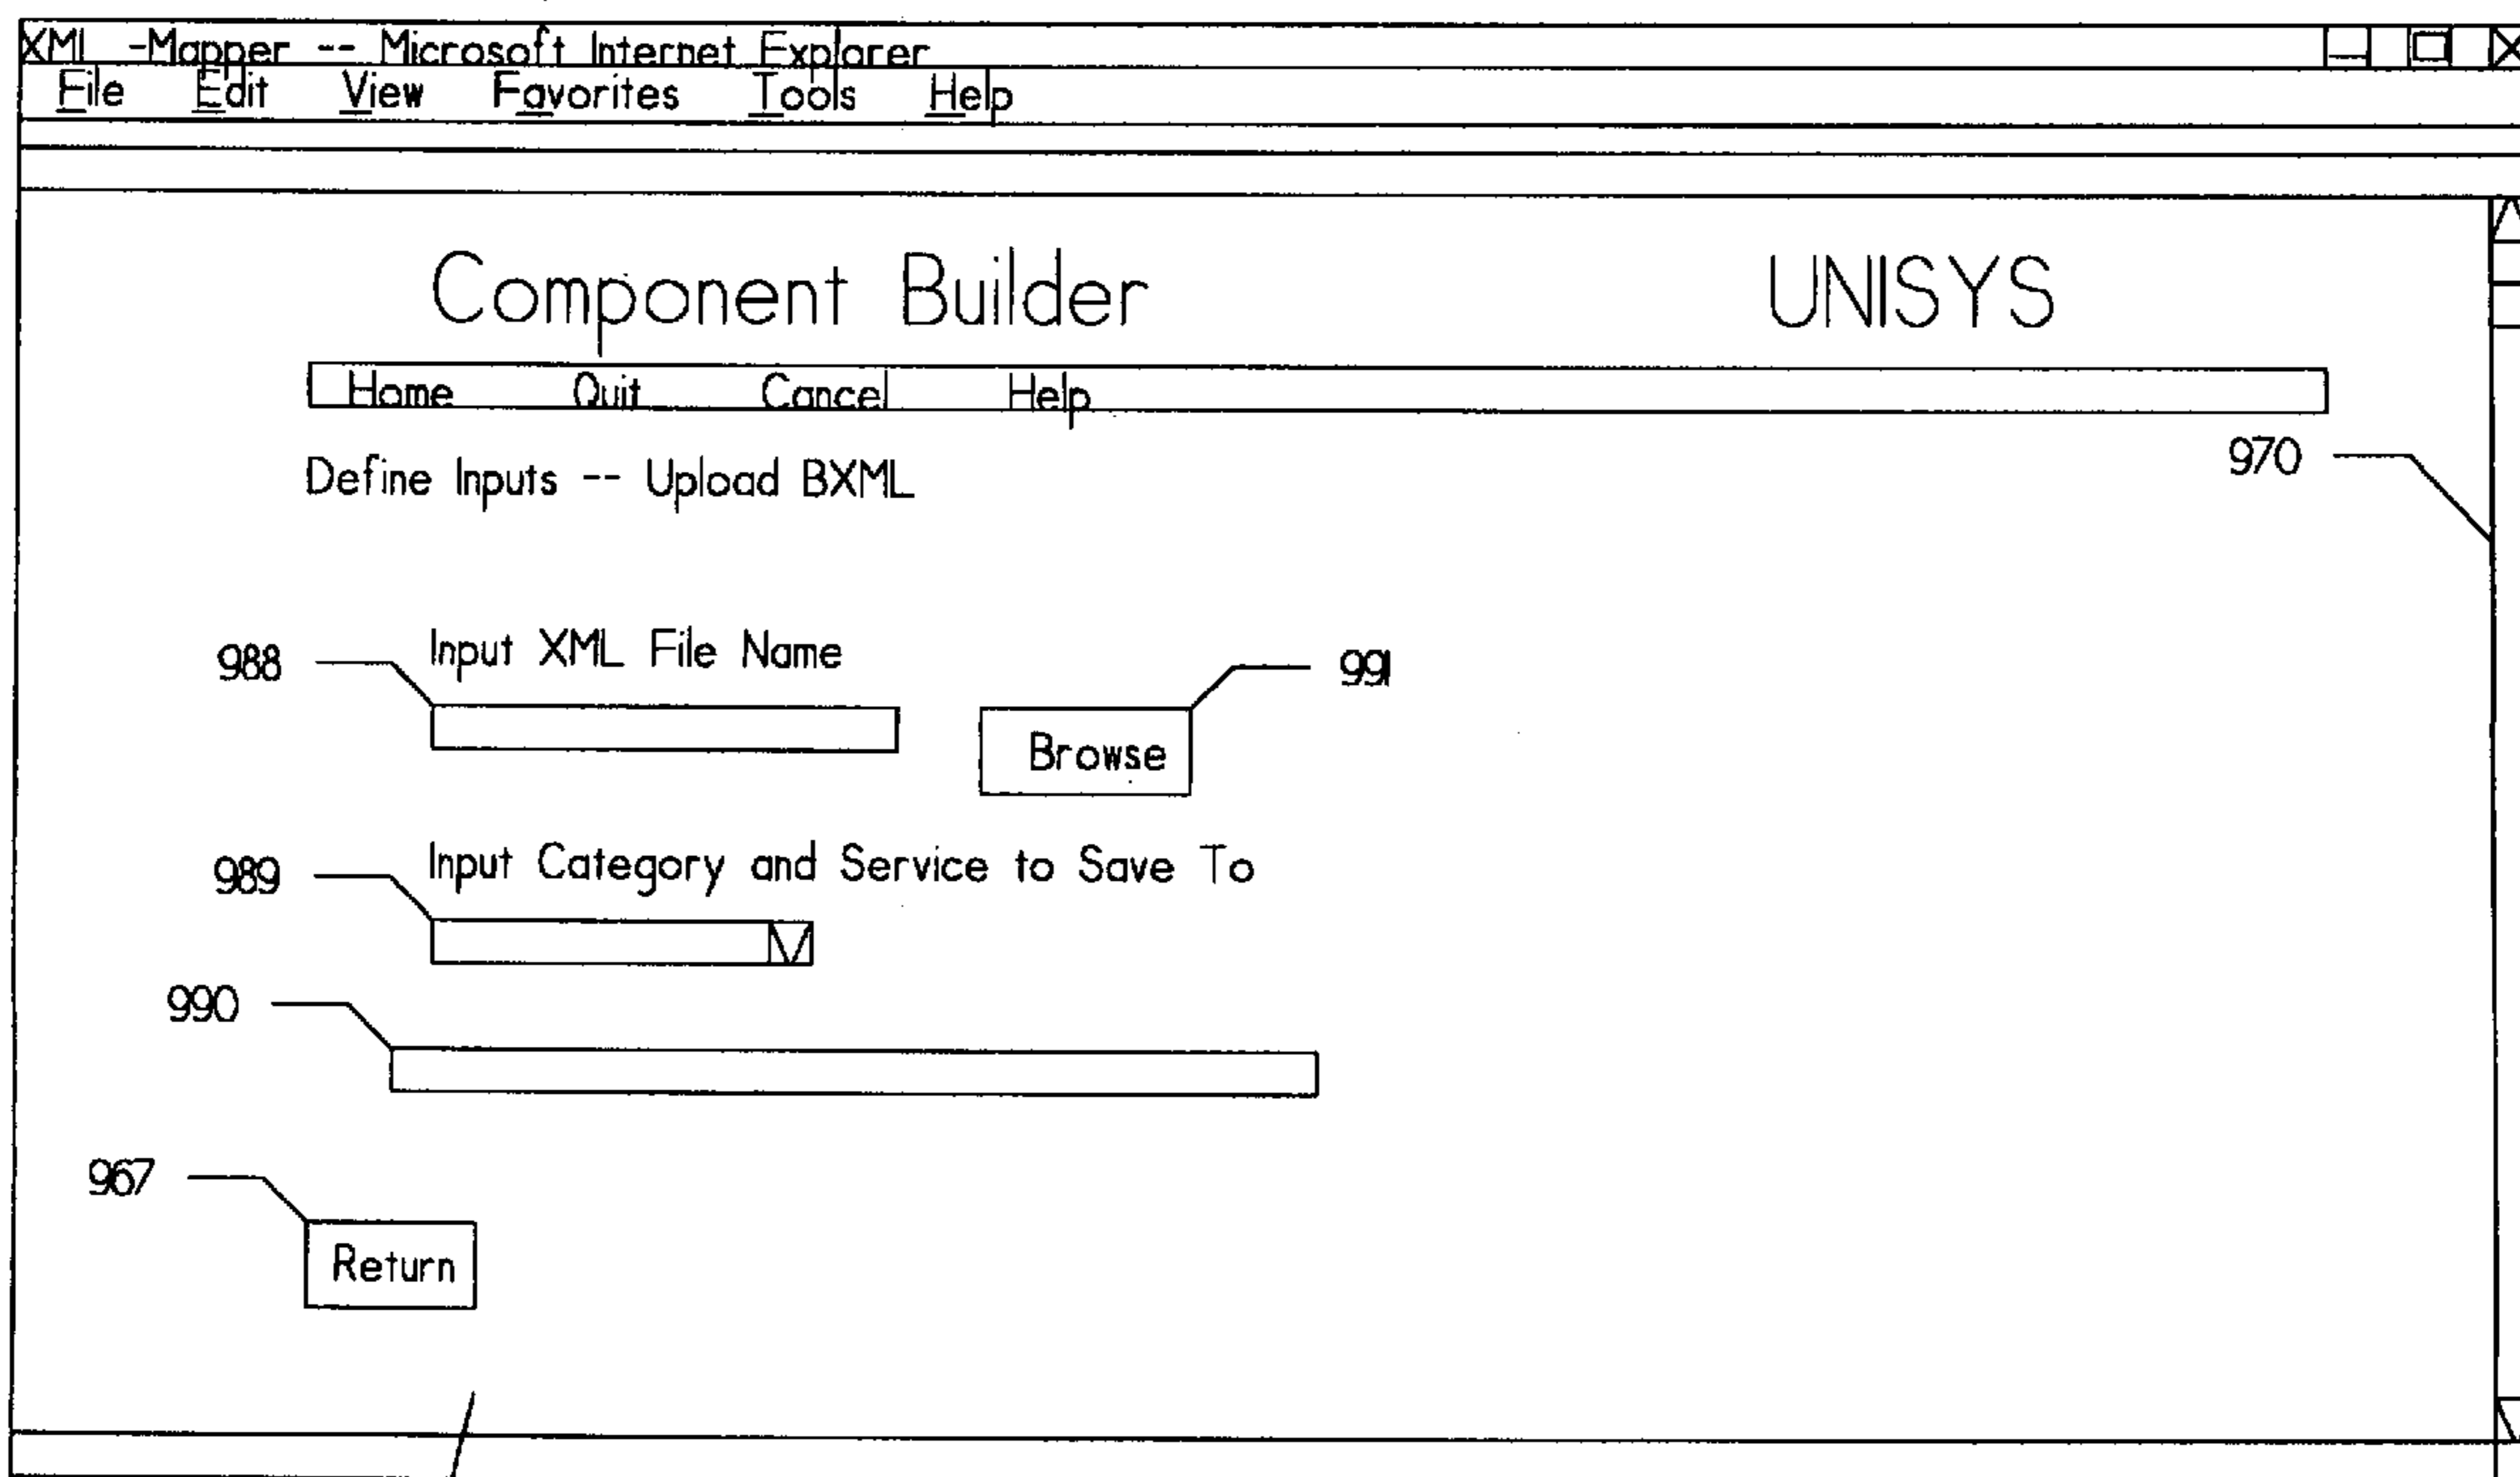 XML -Mapper -- Microsoft Internet Explorer
File Edit View Favorites Tools Help
Component Builder UNISYS
Home Quit Cancel Help
970
Define Inputs -- Upload BXML
988 Input XML File Name 991
Browse
989 Input Category and Service to Save To
990
967
Return